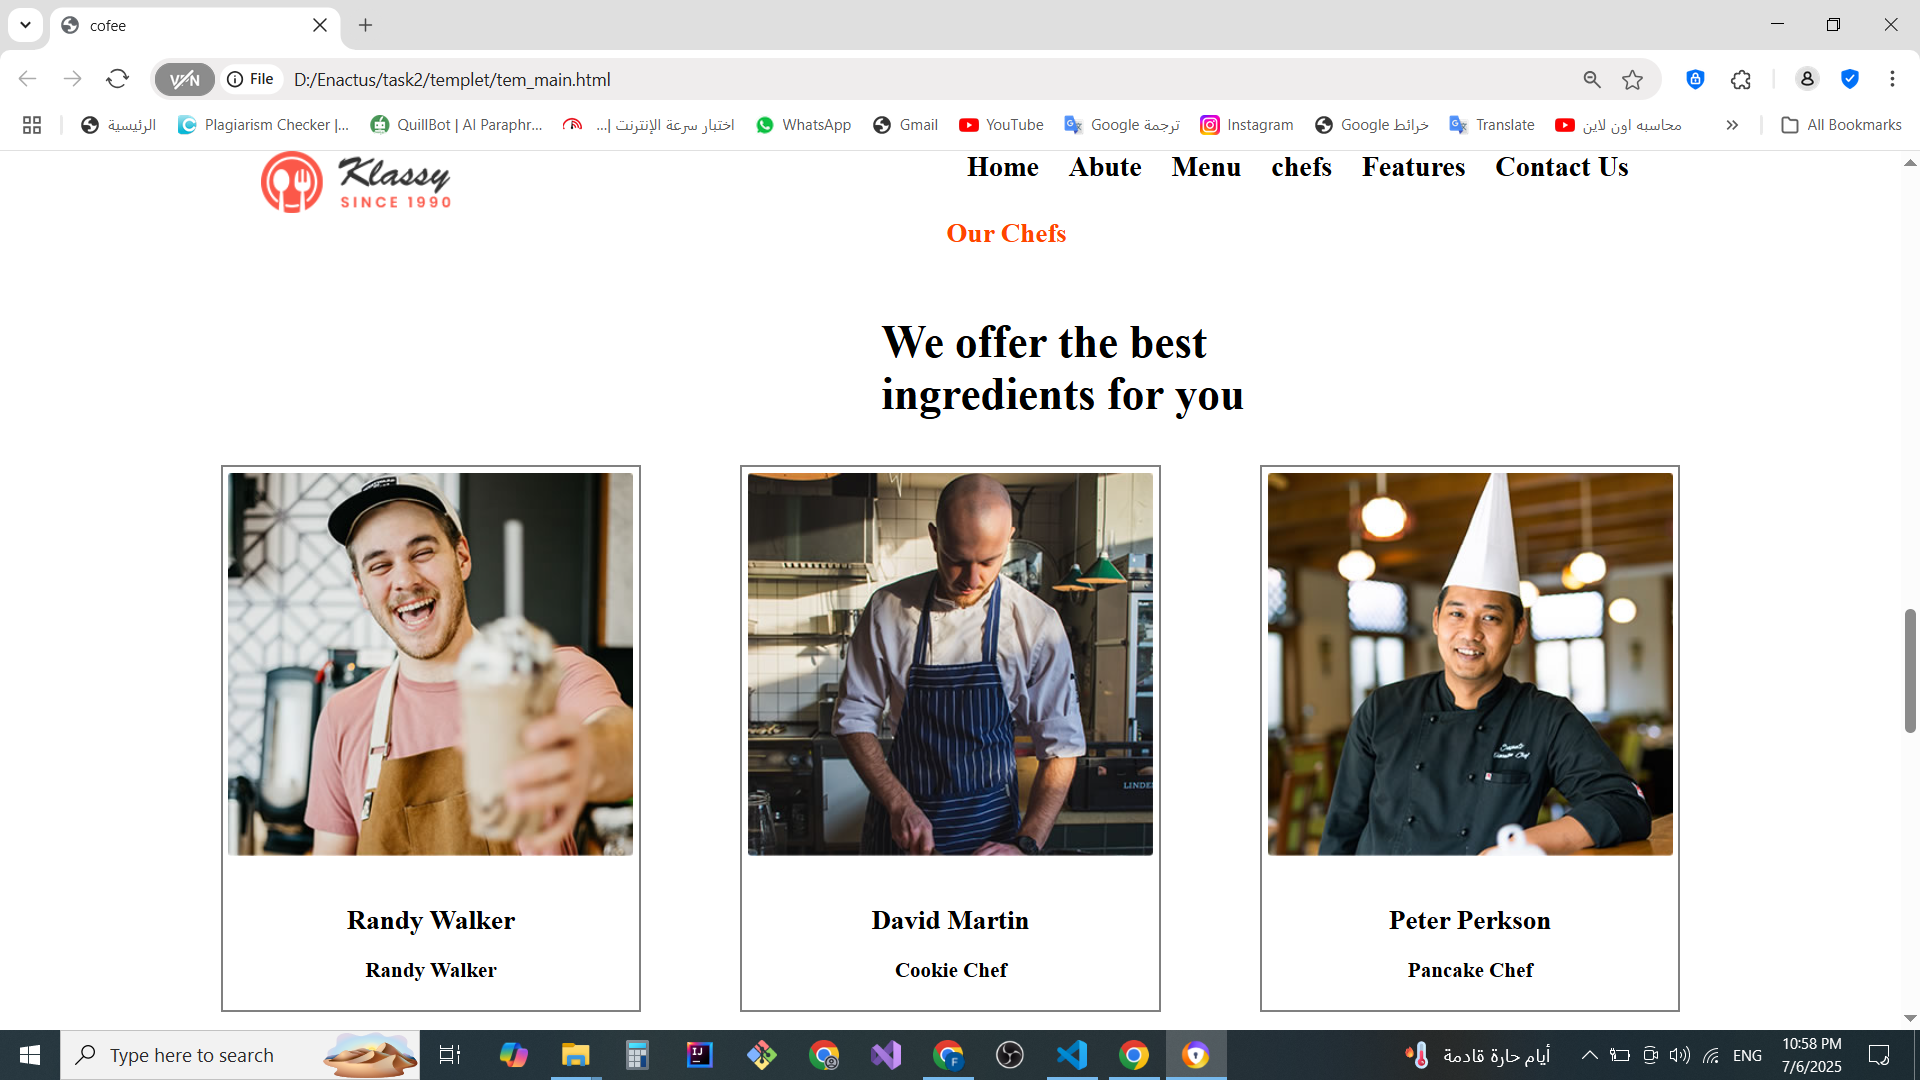 cofee
VPN
File
D:/Enactus/task2/templet/tem_main.html
الرئيسية
Plagiarism Checker |...
QuillBot | AI Paraphr...
اختبار سرعة الإنترنت |...
WhatsApp
Gmail
YouTube
ترجمة Google
Instagram
خرائط Google
Translate
محاسبه اون لاين
All Bookmarks
Klassy
SINCE 1990
Home
Abute
Menu
chefs
Features
Contact Us
Our Chefs
We offer the best
ingredients for you
LINDE
Randy Walker
Randy Walker
David Martin
Cookie Chef
Peter Perkson
Pancake Chef
Type here to search
أيام حارة قادمة
ENG
10:58 PM
7/6/2025